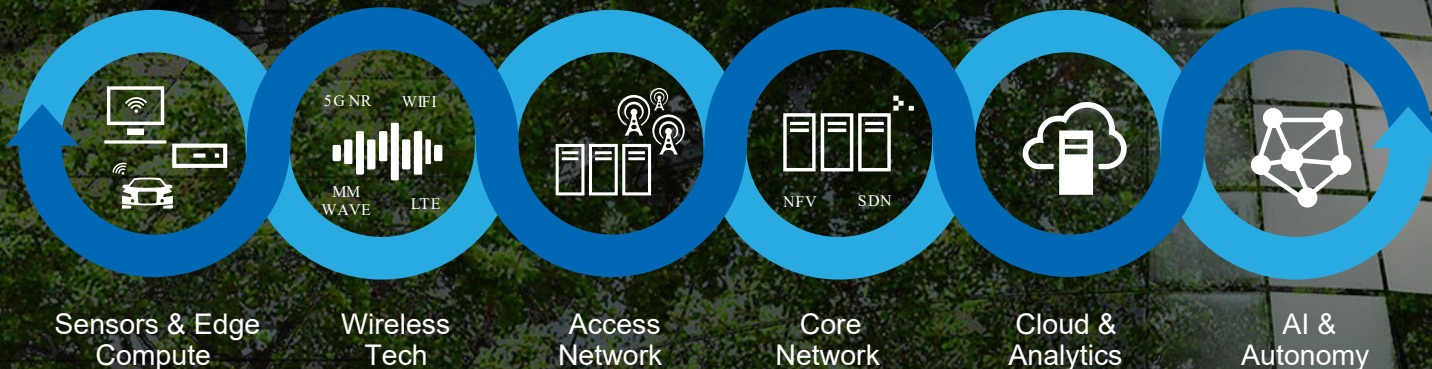 5G NR WIFI
MM
WAVE LTE
NFV SDN
Sensors & Edge
Compute
Wireless
Tech
Access
Network
Core
Network
Cloud &
Analytics
AI &
Autonomy